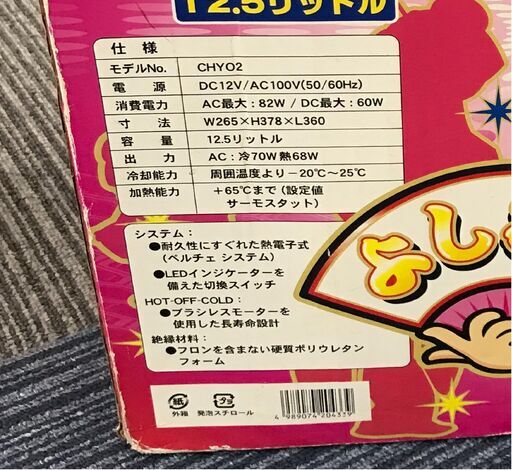 12.5リットル
仕様
モデルNo. CHYO2
電源 DC12V/AC100V(50/60Hz)
消費電力 AC最大：82W / DC最大：60W
寸法 W265×H378×L360
容量 12.5リットル
出力 AC：冷70W熱68W
冷却能力 周囲温度より－20℃～25℃
加熱能力 ＋65℃まで(設定値
サーモスタット)
システム：
●耐久性にすぐれた熱電子式
(ペルチェ システム)
●LEDインジケーターを
備えた切換スイッチ
HOT-OFF-COLD：
●ブラシレスモーターを
使用した長寿命設計
絶縁材料：
●フロンを含まない硬質ポリウレタン
フォーム
よし
紙
外箱
発泡スチロール
4 989074 204339